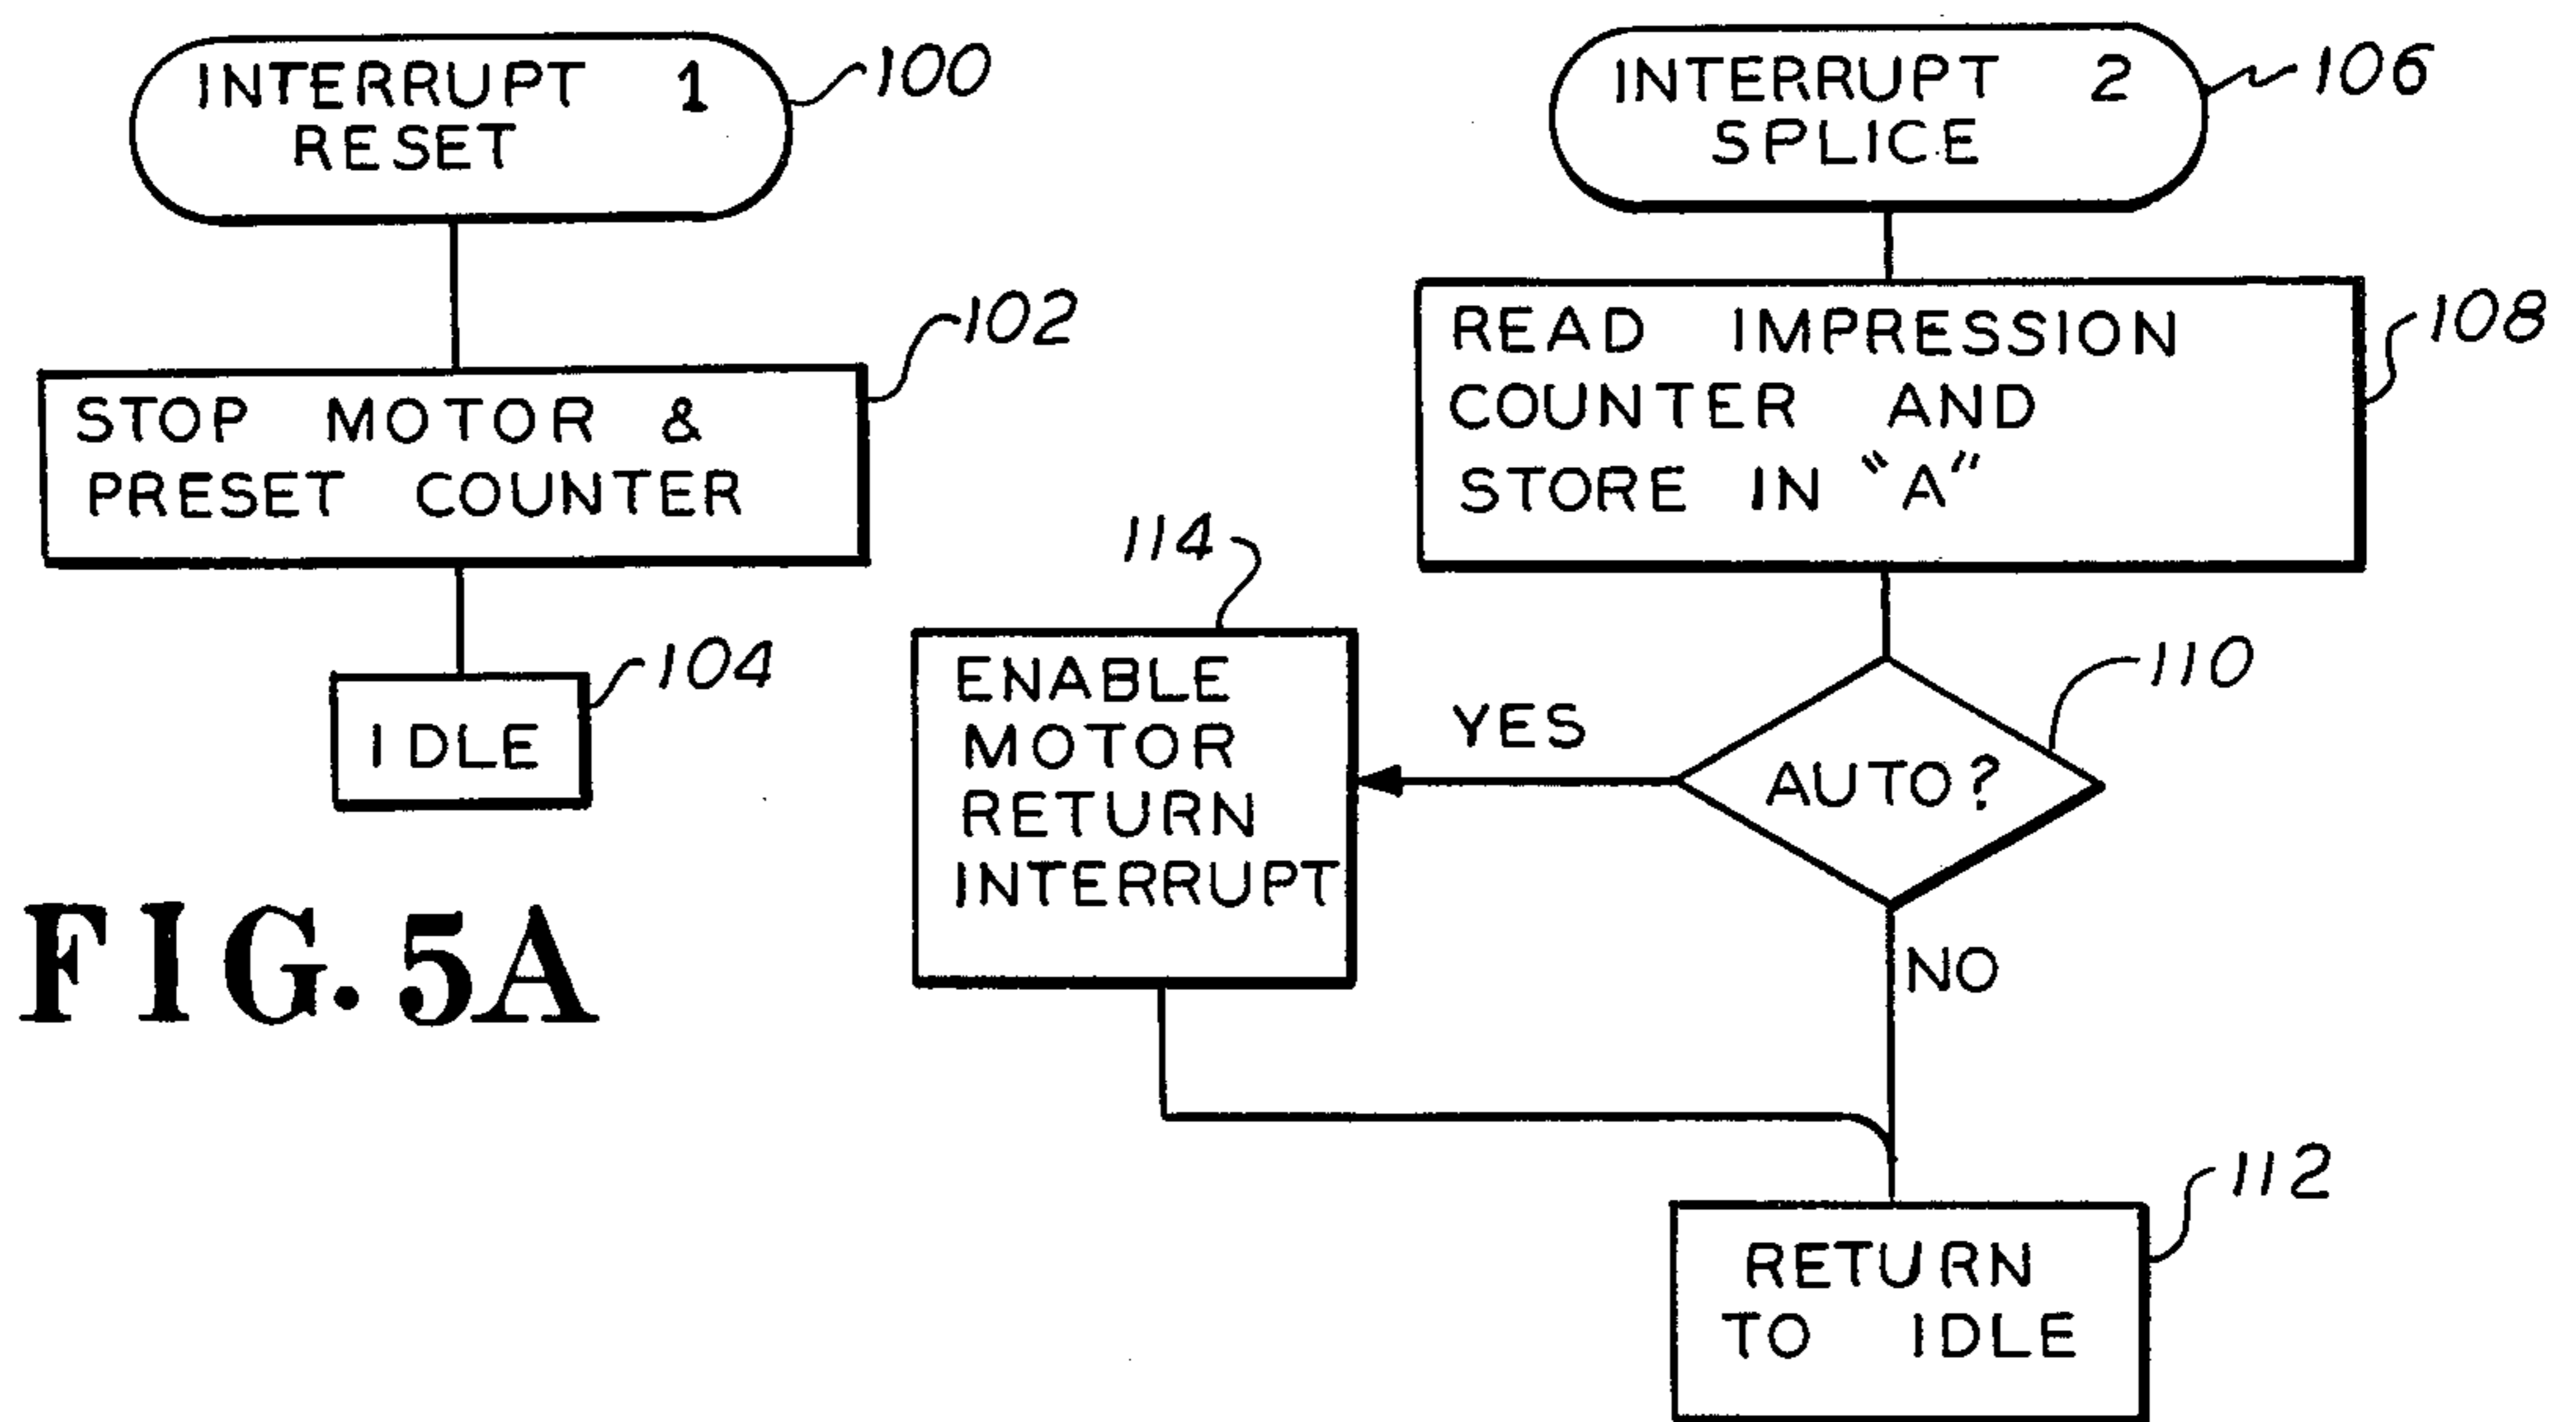 INTERRUPT 1
RESET
100
STOP MOTOR &
PRESET COUNTER
102
IDLE
104
FIG. 5A
INTERRUPT 2
SPLICE
106
READ IMPRESSION
COUNTER AND
STORE IN "A"
108
AUTO?
110
YES
NO
114
ENABLE
MOTOR
RETURN
INTERRUPT
RETURN
TO IDLE
112